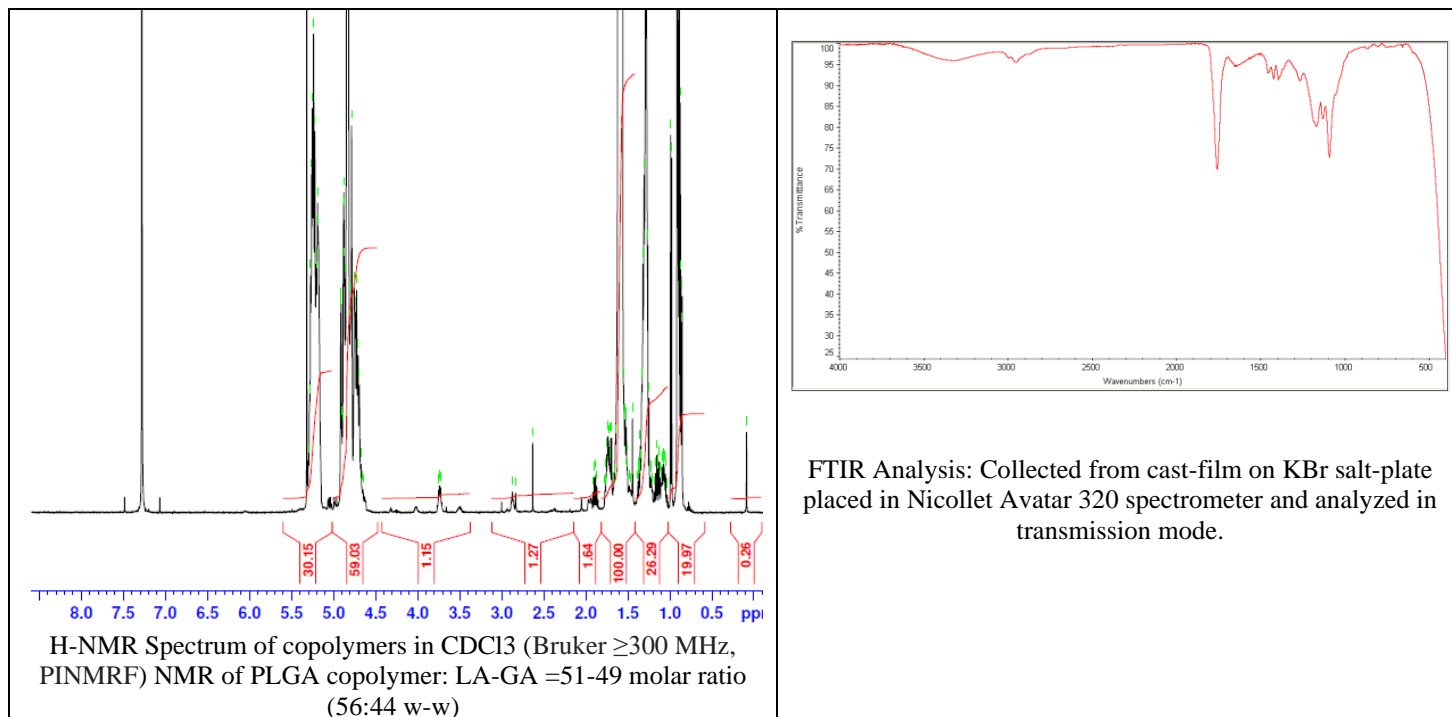 30.15
59.03
1.15
1.27
1.64
100.00
26.29
19.97
0.26
8.0 7.5 7.0 6.5 6.0 5.5 5.0 4.5 4.0 3.5 3.0 2.5 2.0 1.5 1.0 0.5 ppm
H-NMR Spectrum of copolymers in CDCl3 (Bruker ≥300 MHz,
PINMRF) NMR of PLGA copolymer: LA-GA =51-49 molar ratio
(56:44 w-w)
100
95
90
85
80
75
70
65
60
55
50
45
40
35
30
25
%Transmittance
4000 3500 3000 2500 2000 1500 1000 500
Wavenumbers (cm-1)
FTIR Analysis: Collected from cast-film on KBr salt-plate
placed in Nicollet Avatar 320 spectrometer and analyzed in
transmission mode.